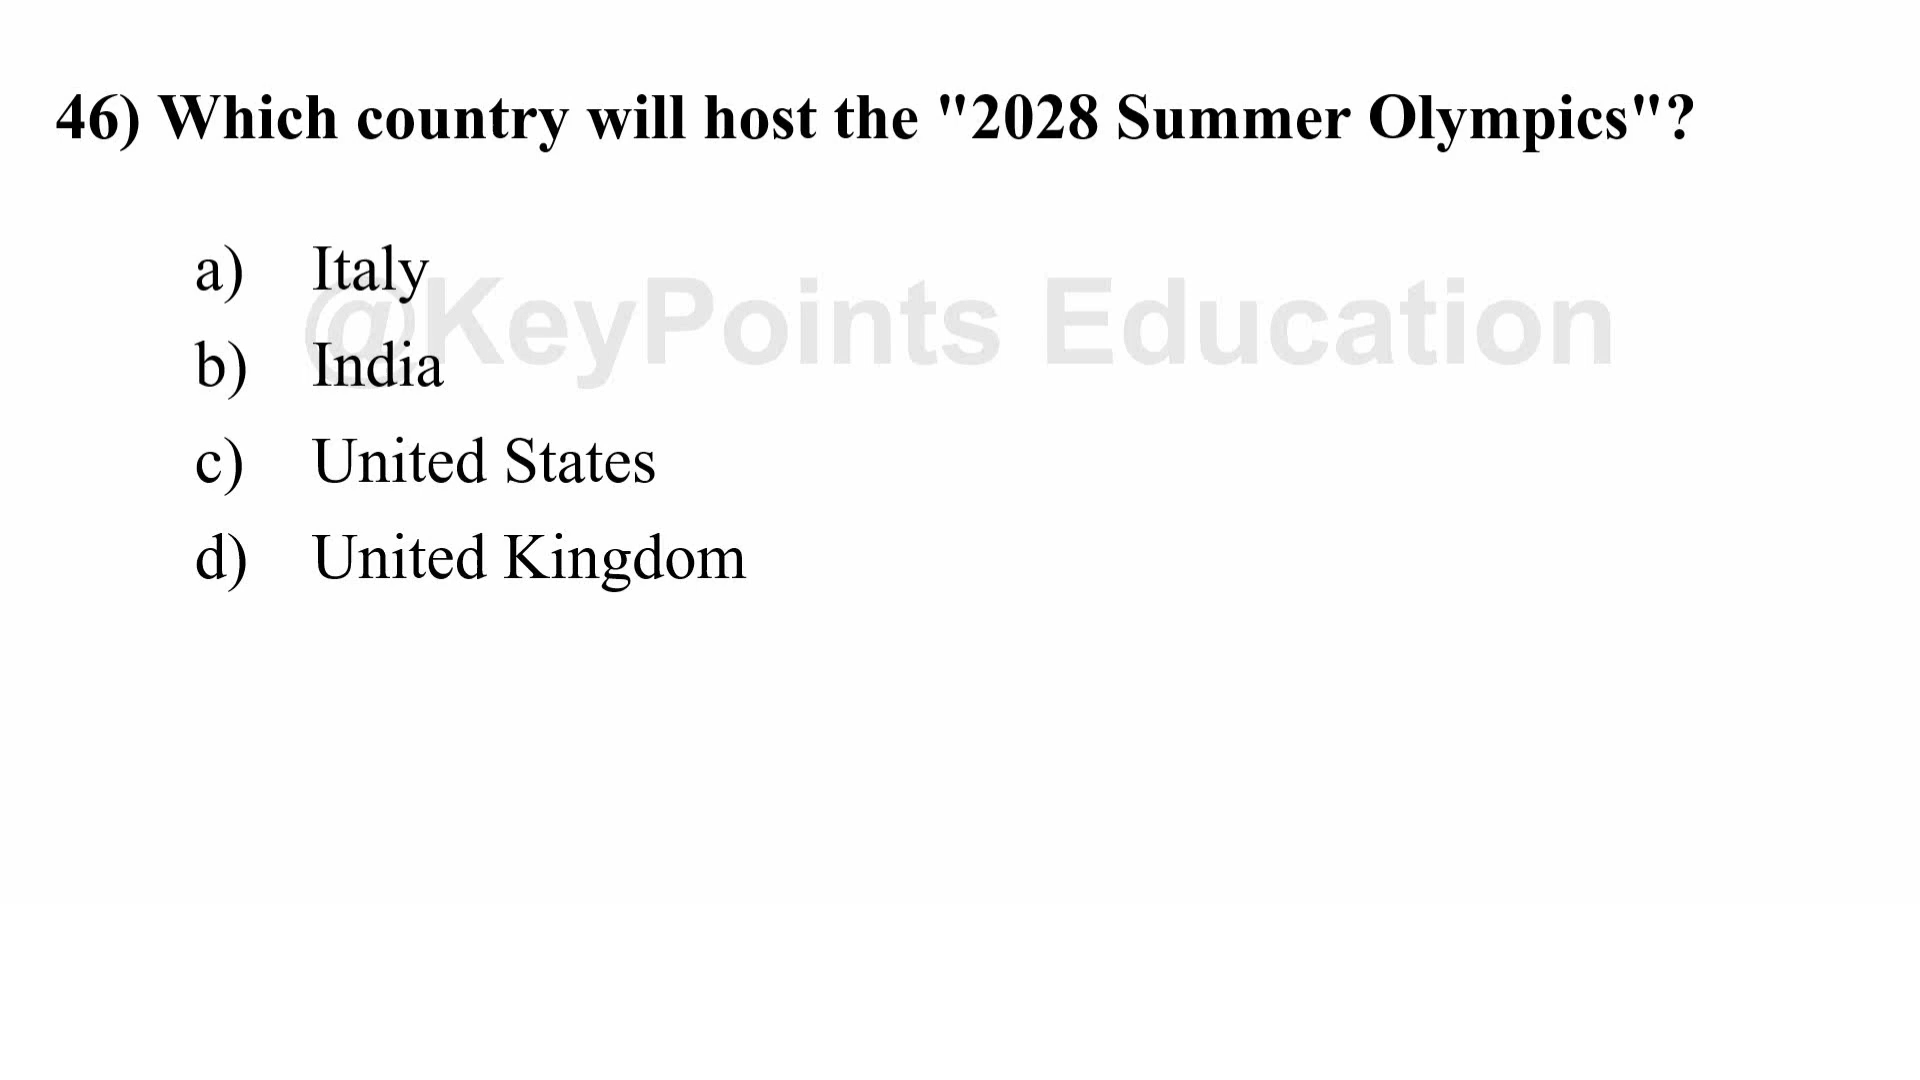 46) Which country will host the "2028 Summer Olympics"?
a) Italy
@KeyPoints Education
b) India
c) United States
d) United Kingdom